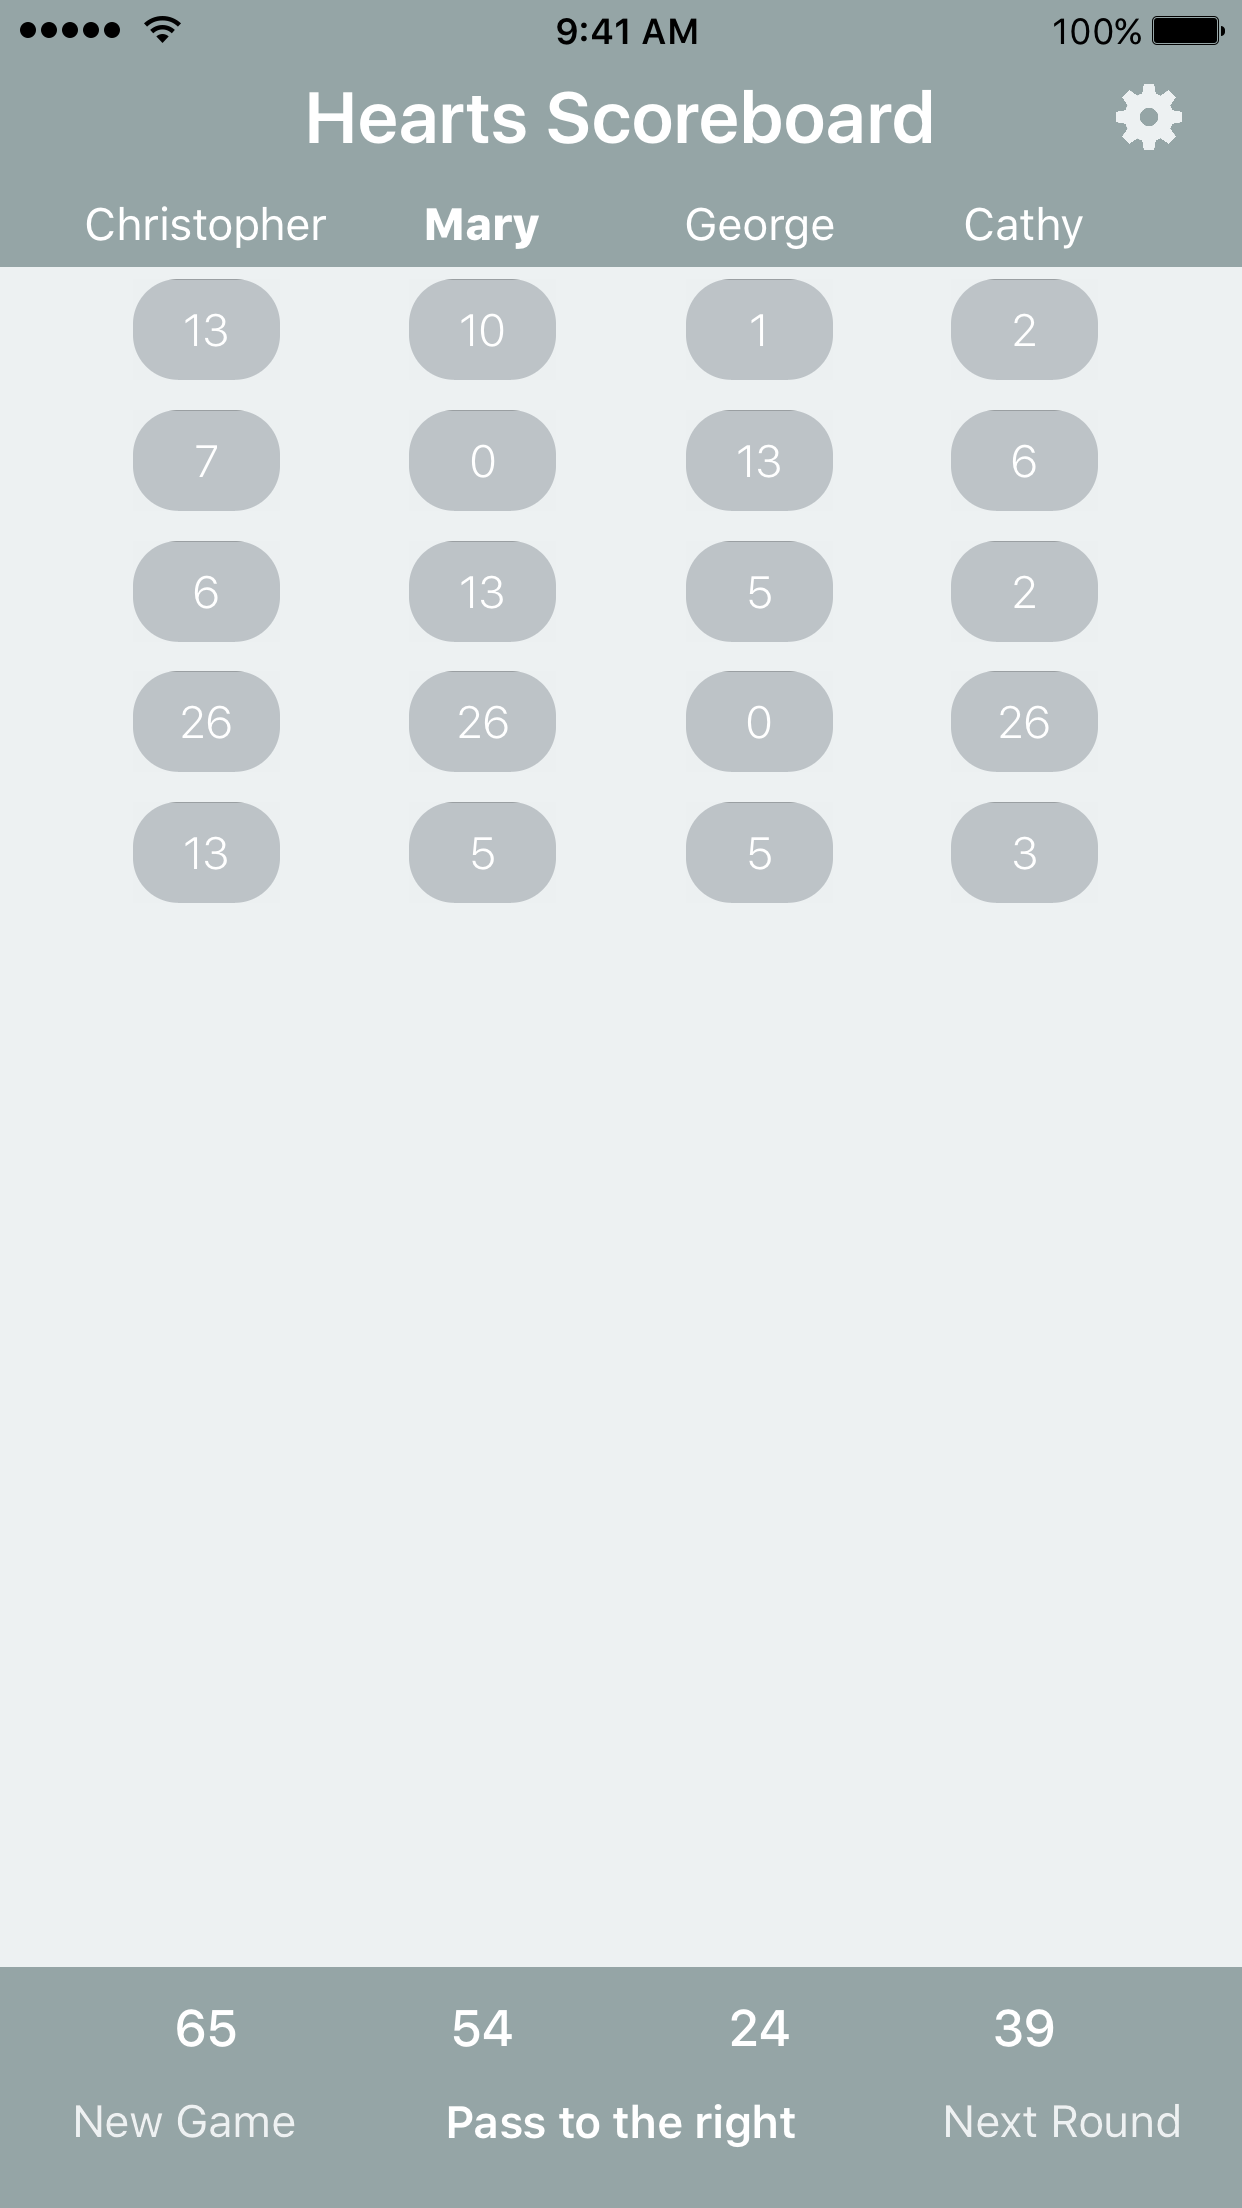 9:41 AM 100%
Hearts Scoreboard
Christopher Mary George Cathy
13 10 1 2
7 0 13 6
6 13 5 2
26 26 0 26
13 5 5 3
65 54 24 39
New Game Pass to the right Next Round